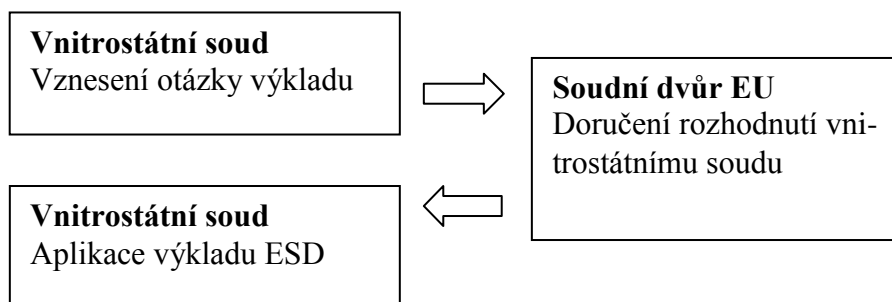 Vnitrostátní soud
Vznesení otázky výkladu
Soudní dvůr EU
Doručení rozhodnutí vni-
trostátnímu soudu
Vnitrostátní soud
Aplikace výkladu ESD